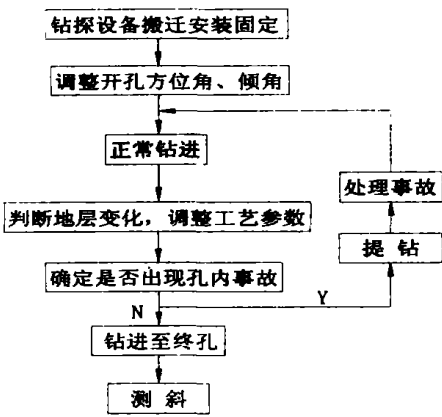 钻探设备搬迁安装固定
调整开孔方位角、倾角
正常钻进
处理事故
判断地层变化，调整工艺参数
提 钻
确定是否出现孔内事故
N
Y
钻进至终孔
测 斜